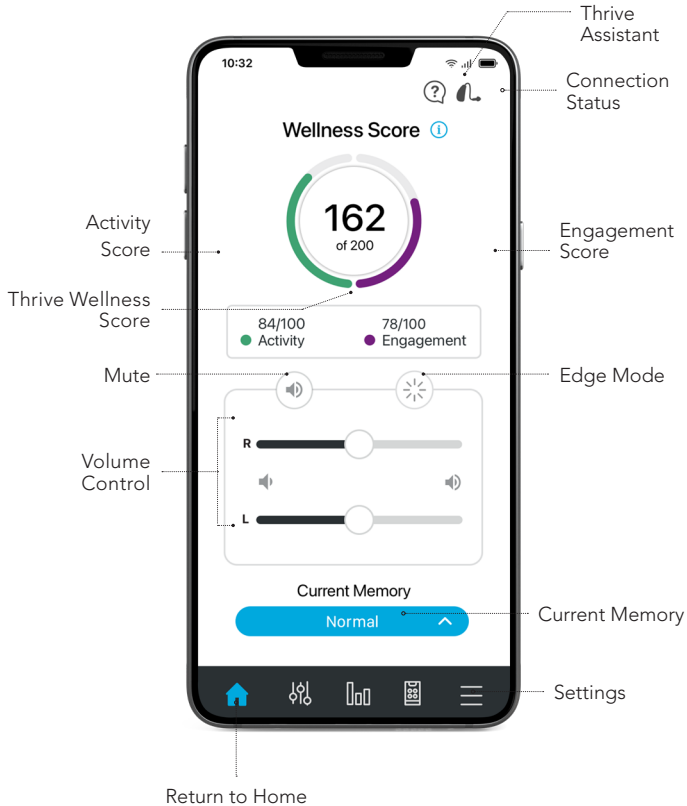 Thrive
Assistant
10:32
?
Connection
Status
Wellness Score i
162
of 200
Activity
Score
Engagement
Score
Thrive Wellness
Score
84/100
Activity
78/100
Engagement
Mute
Edge Mode
R
Volume
Control
L
Current Memory
Normal
Current Memory
Settings
Return to Home